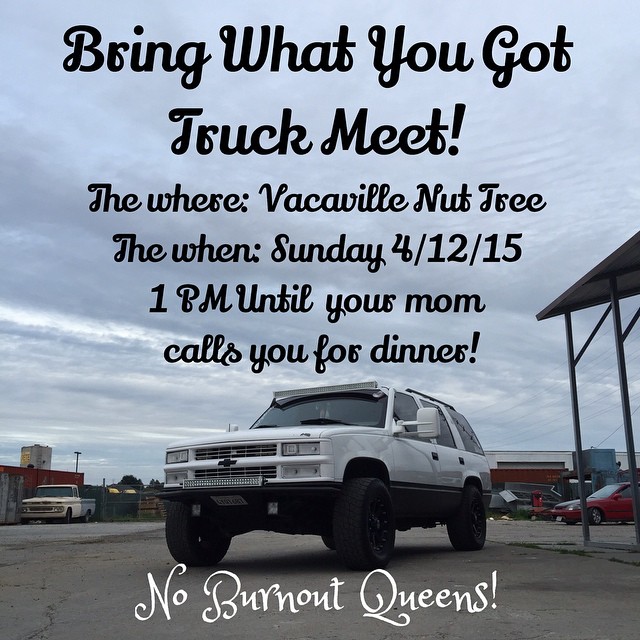 Bring What You Got
Truck Meet!
The where: Vacaville Nut Tree
The when: Sunday 4/12/15
1 PM Until your mom
calls you for dinner!
No Burnout Queens!